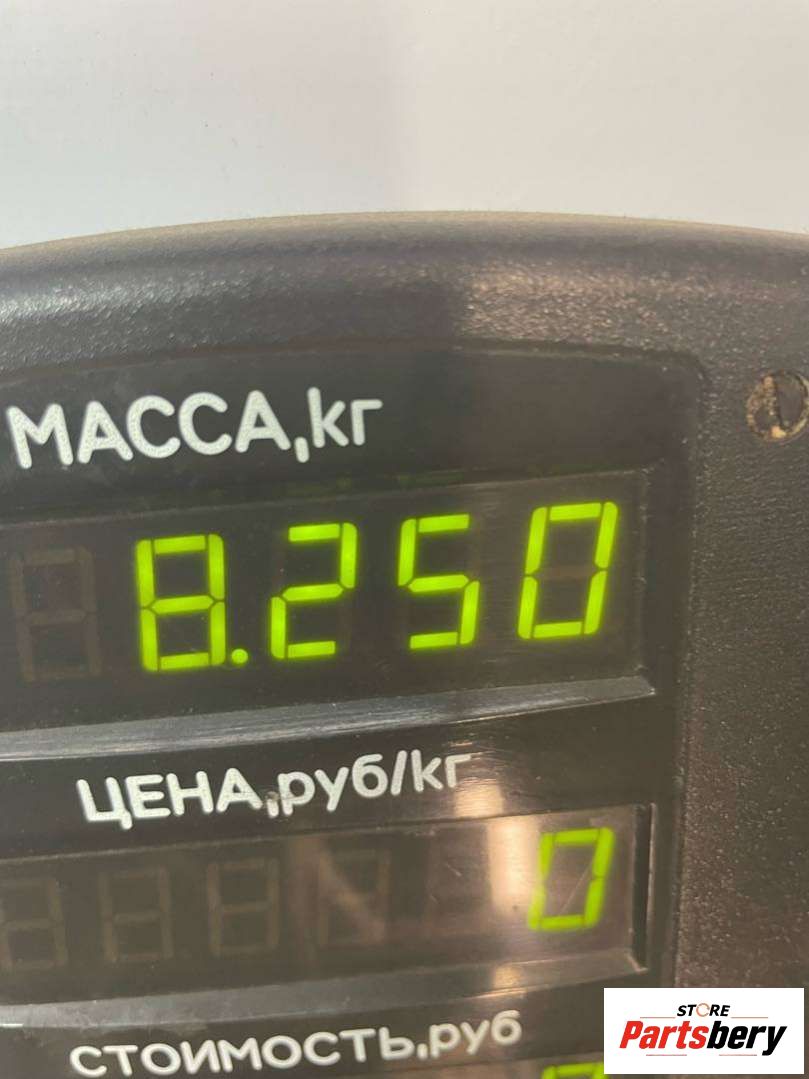 МАССА,кг
8.250
ЦЕНА,руб/кг
0
СТОИМОСТЬ,руб
STORE
Partsbery